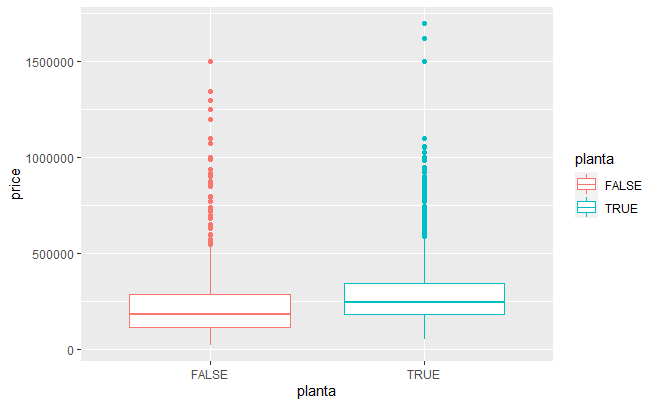 1500000
1000000
500000
0
price
FALSE
TRUE
planta
planta
FALSE
TRUE